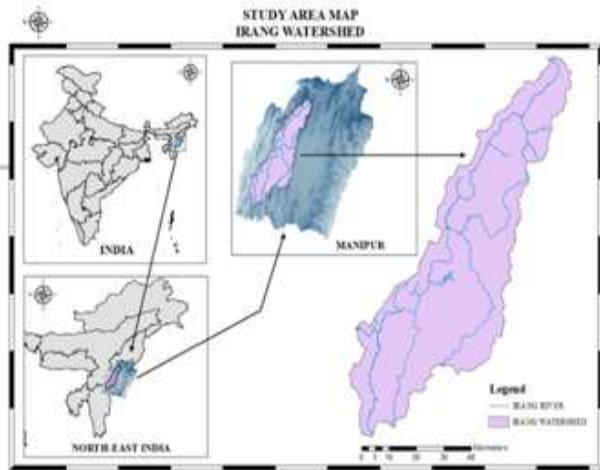 STUDY AREA MAP
IRANG WATERSHED
INDIA
MANIPUR
NORTH EAST INDIA
Legend
IRANG RIVER
IRANG WATERSHED
Kilometers